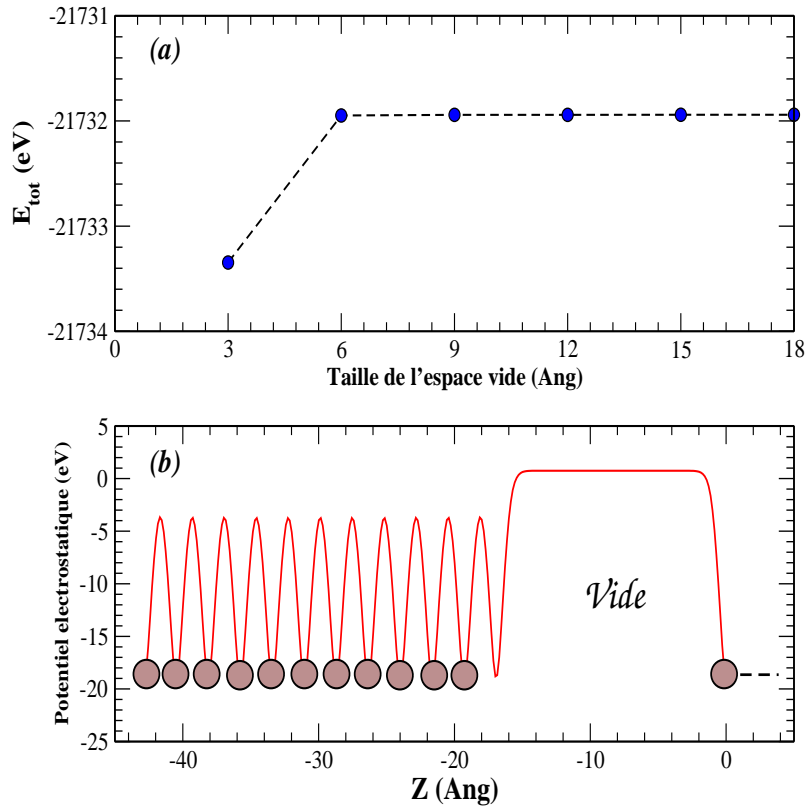 -21731
(a)
-21732
E_tot (eV)
-21733
-21734
0 3 6 9 12 15 18
Taille de l'espace vide (Ang)
5
(b)
0
-5
Potentiel electrostatique (eV)
-10
Vide
-15
-20
-25
-40 -30 -20 -10 0
Z (Ang)